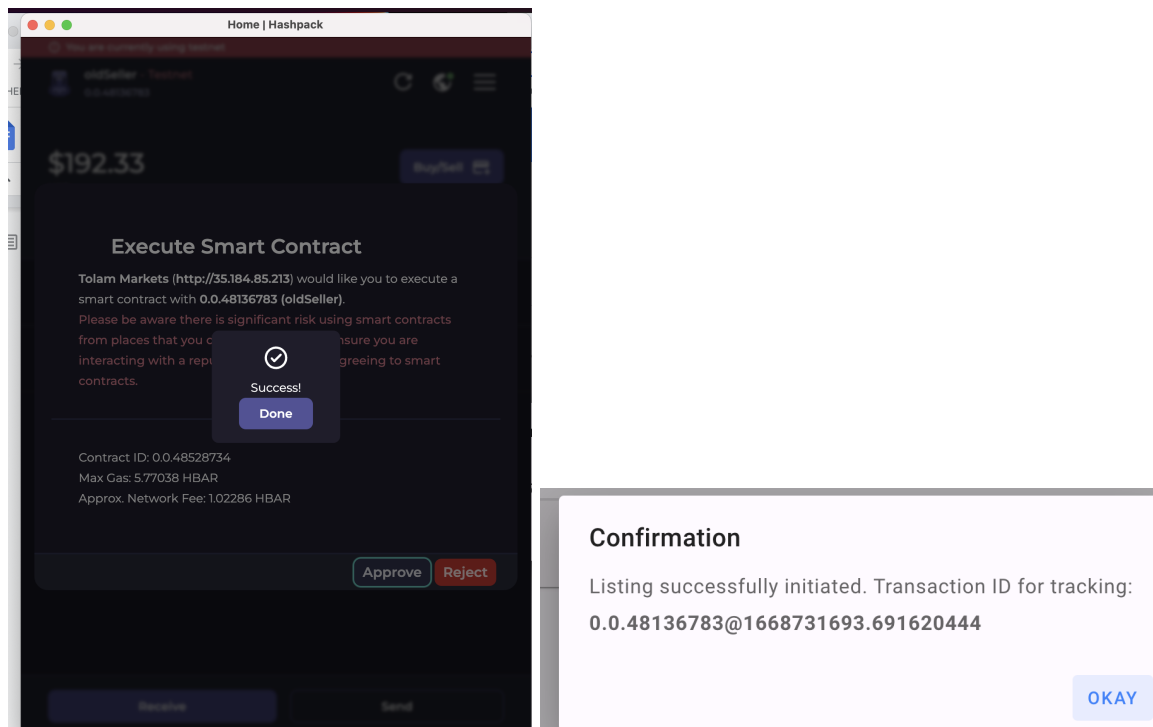 Home | Hashpack
You are currently using testnet
oldSeller - Testnet
0.0.48136783
$192.33
Buy/Sell
Execute Smart Contract
Tolam Markets (http://35.184.85.213) would like you to execute a
smart contract with 0.0.48136783 (oldSeller).
Please be aware there is significant risk using smart contracts
from places that you
nsure you are
interacting with a repu
greeing to smart
contracts.
Success!
Done
Contract ID: 0.0.48528734
Max Gas: 5.77038 HBAR
Approx. Network Fee: 1.02286 HBAR
Approve
Reject
Receive
Send
Confirmation
Listing successfully initiated. Transaction ID for tracking:
0.0.48136783@1668731693.691620444
OKAY